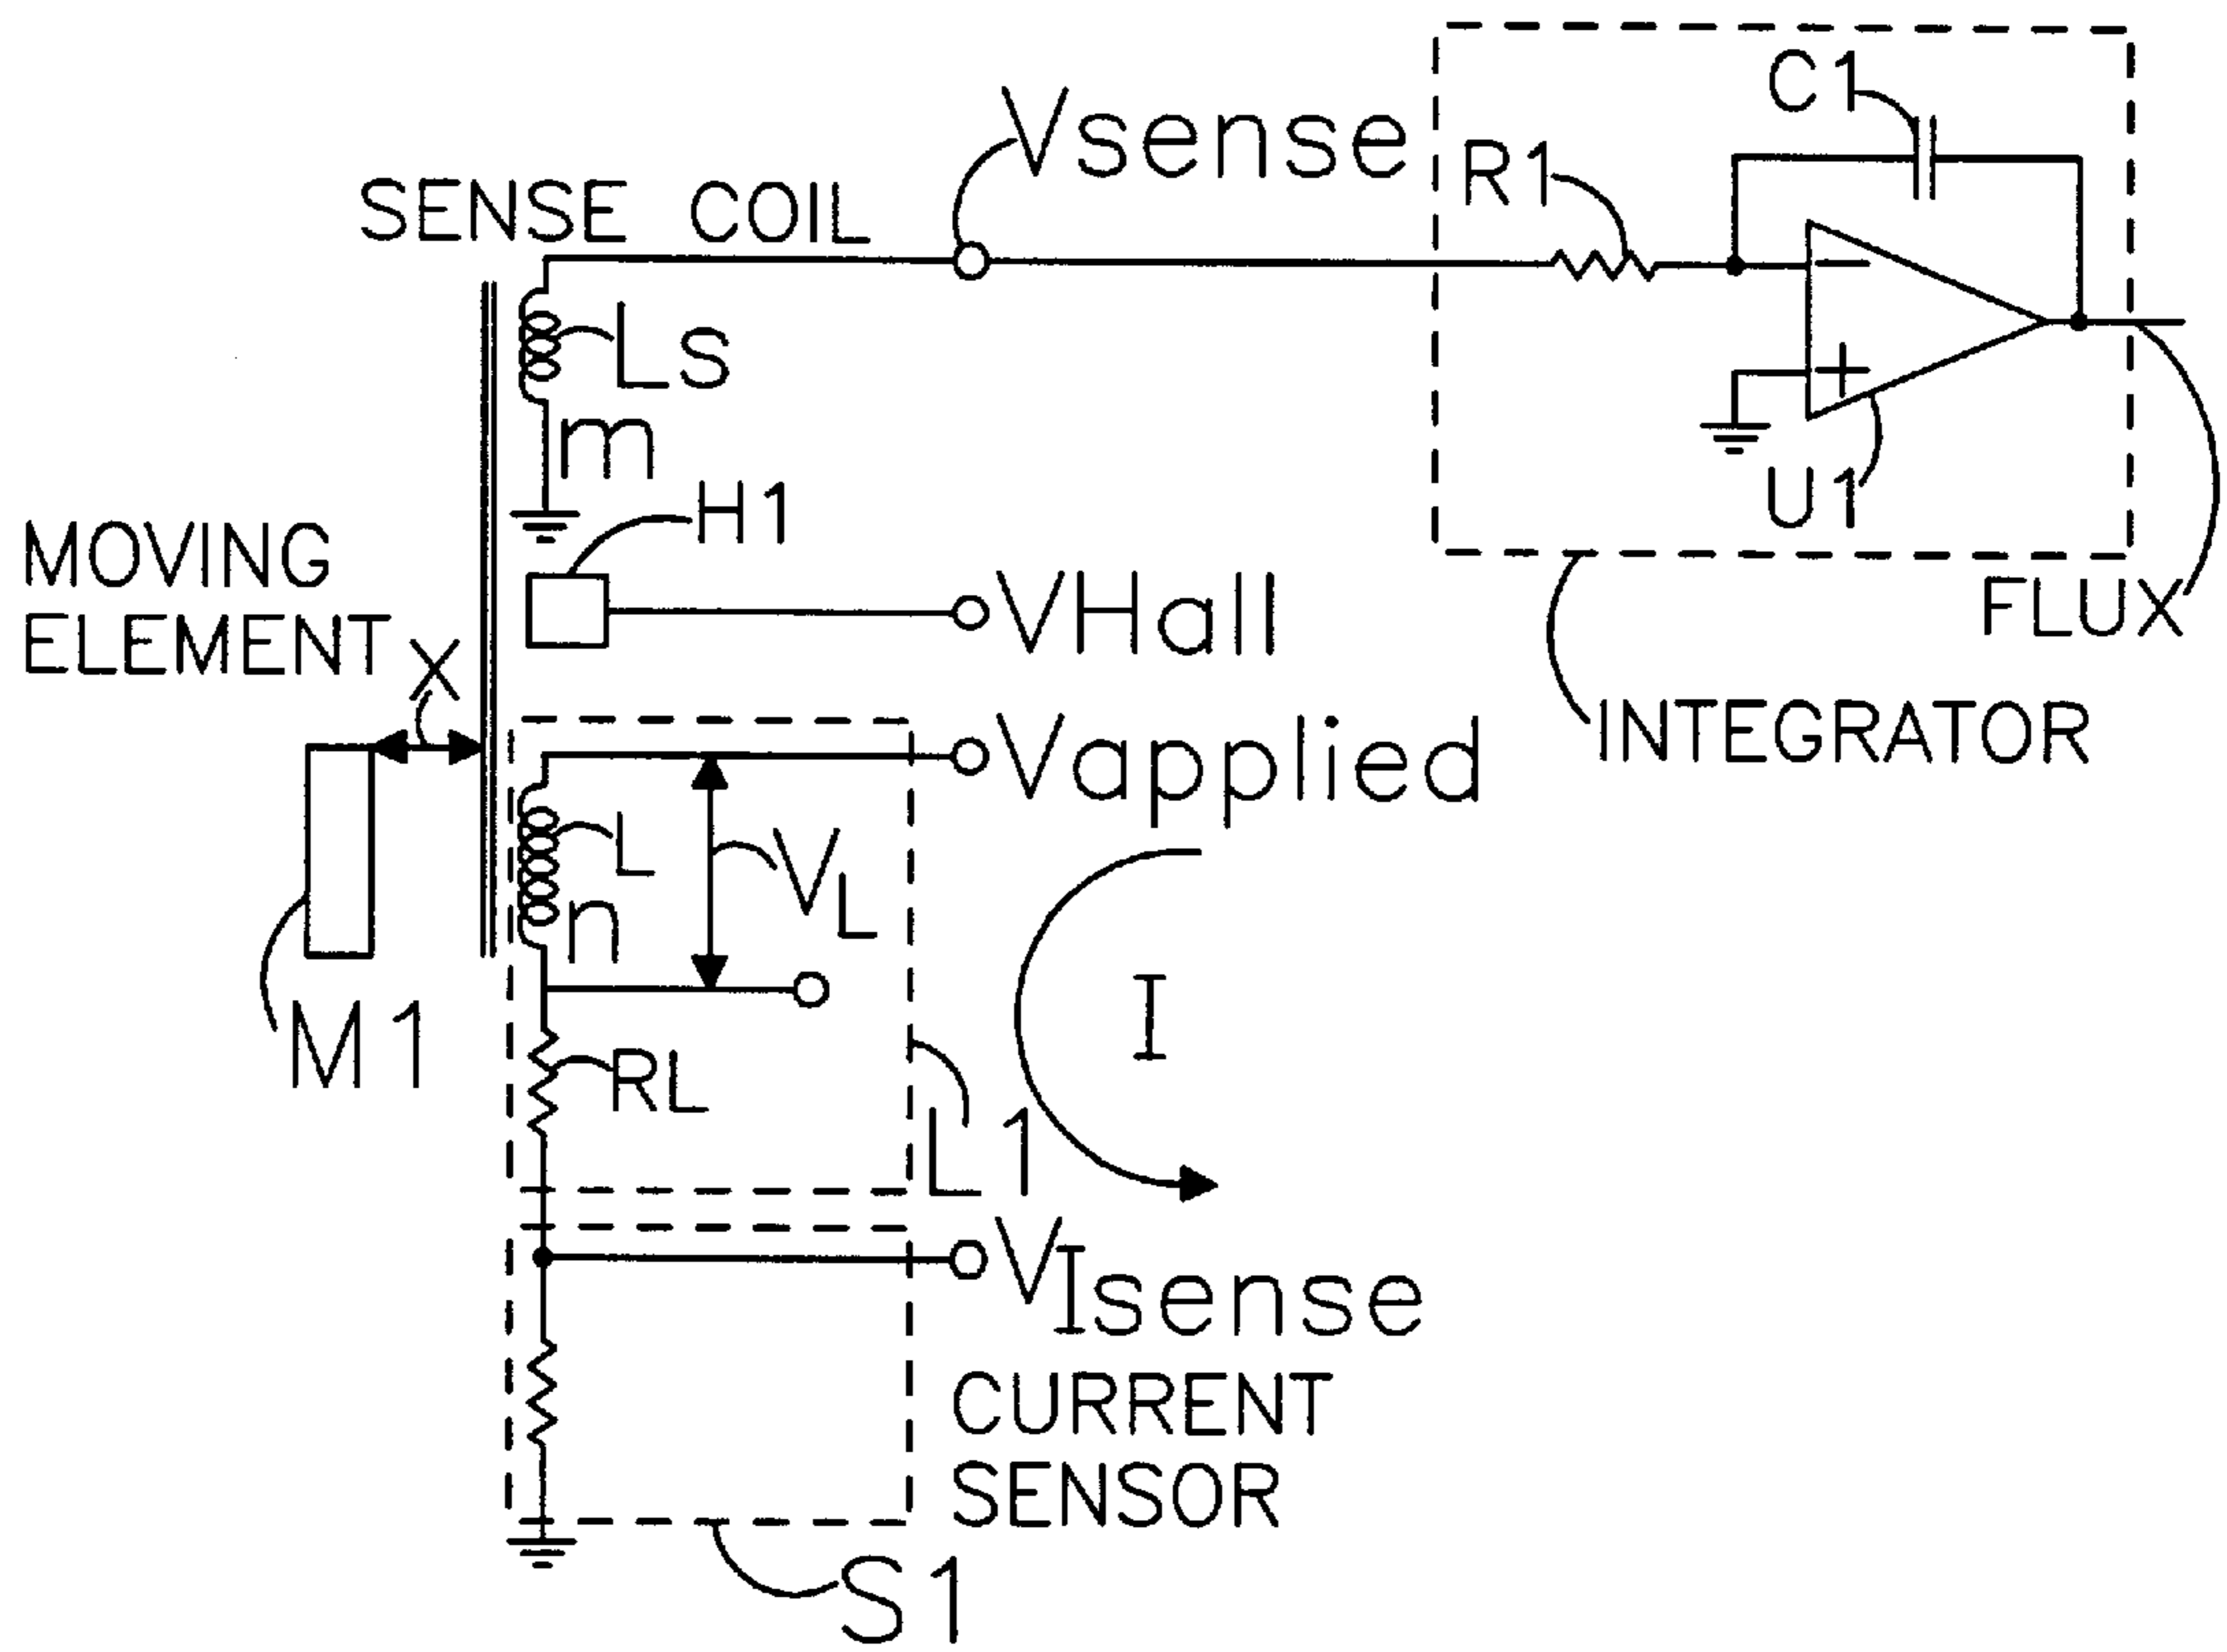 C1
Vsense
R1
SENSE COIL
−
Ls
+
m
U1
H1
MOVING
ELEMENT
VHall
FLUX
X
INTEGRATOR
Vapplied
L
VL
n
I
M1
RL
L1
VIsense
CURRENT
SENSOR
S1